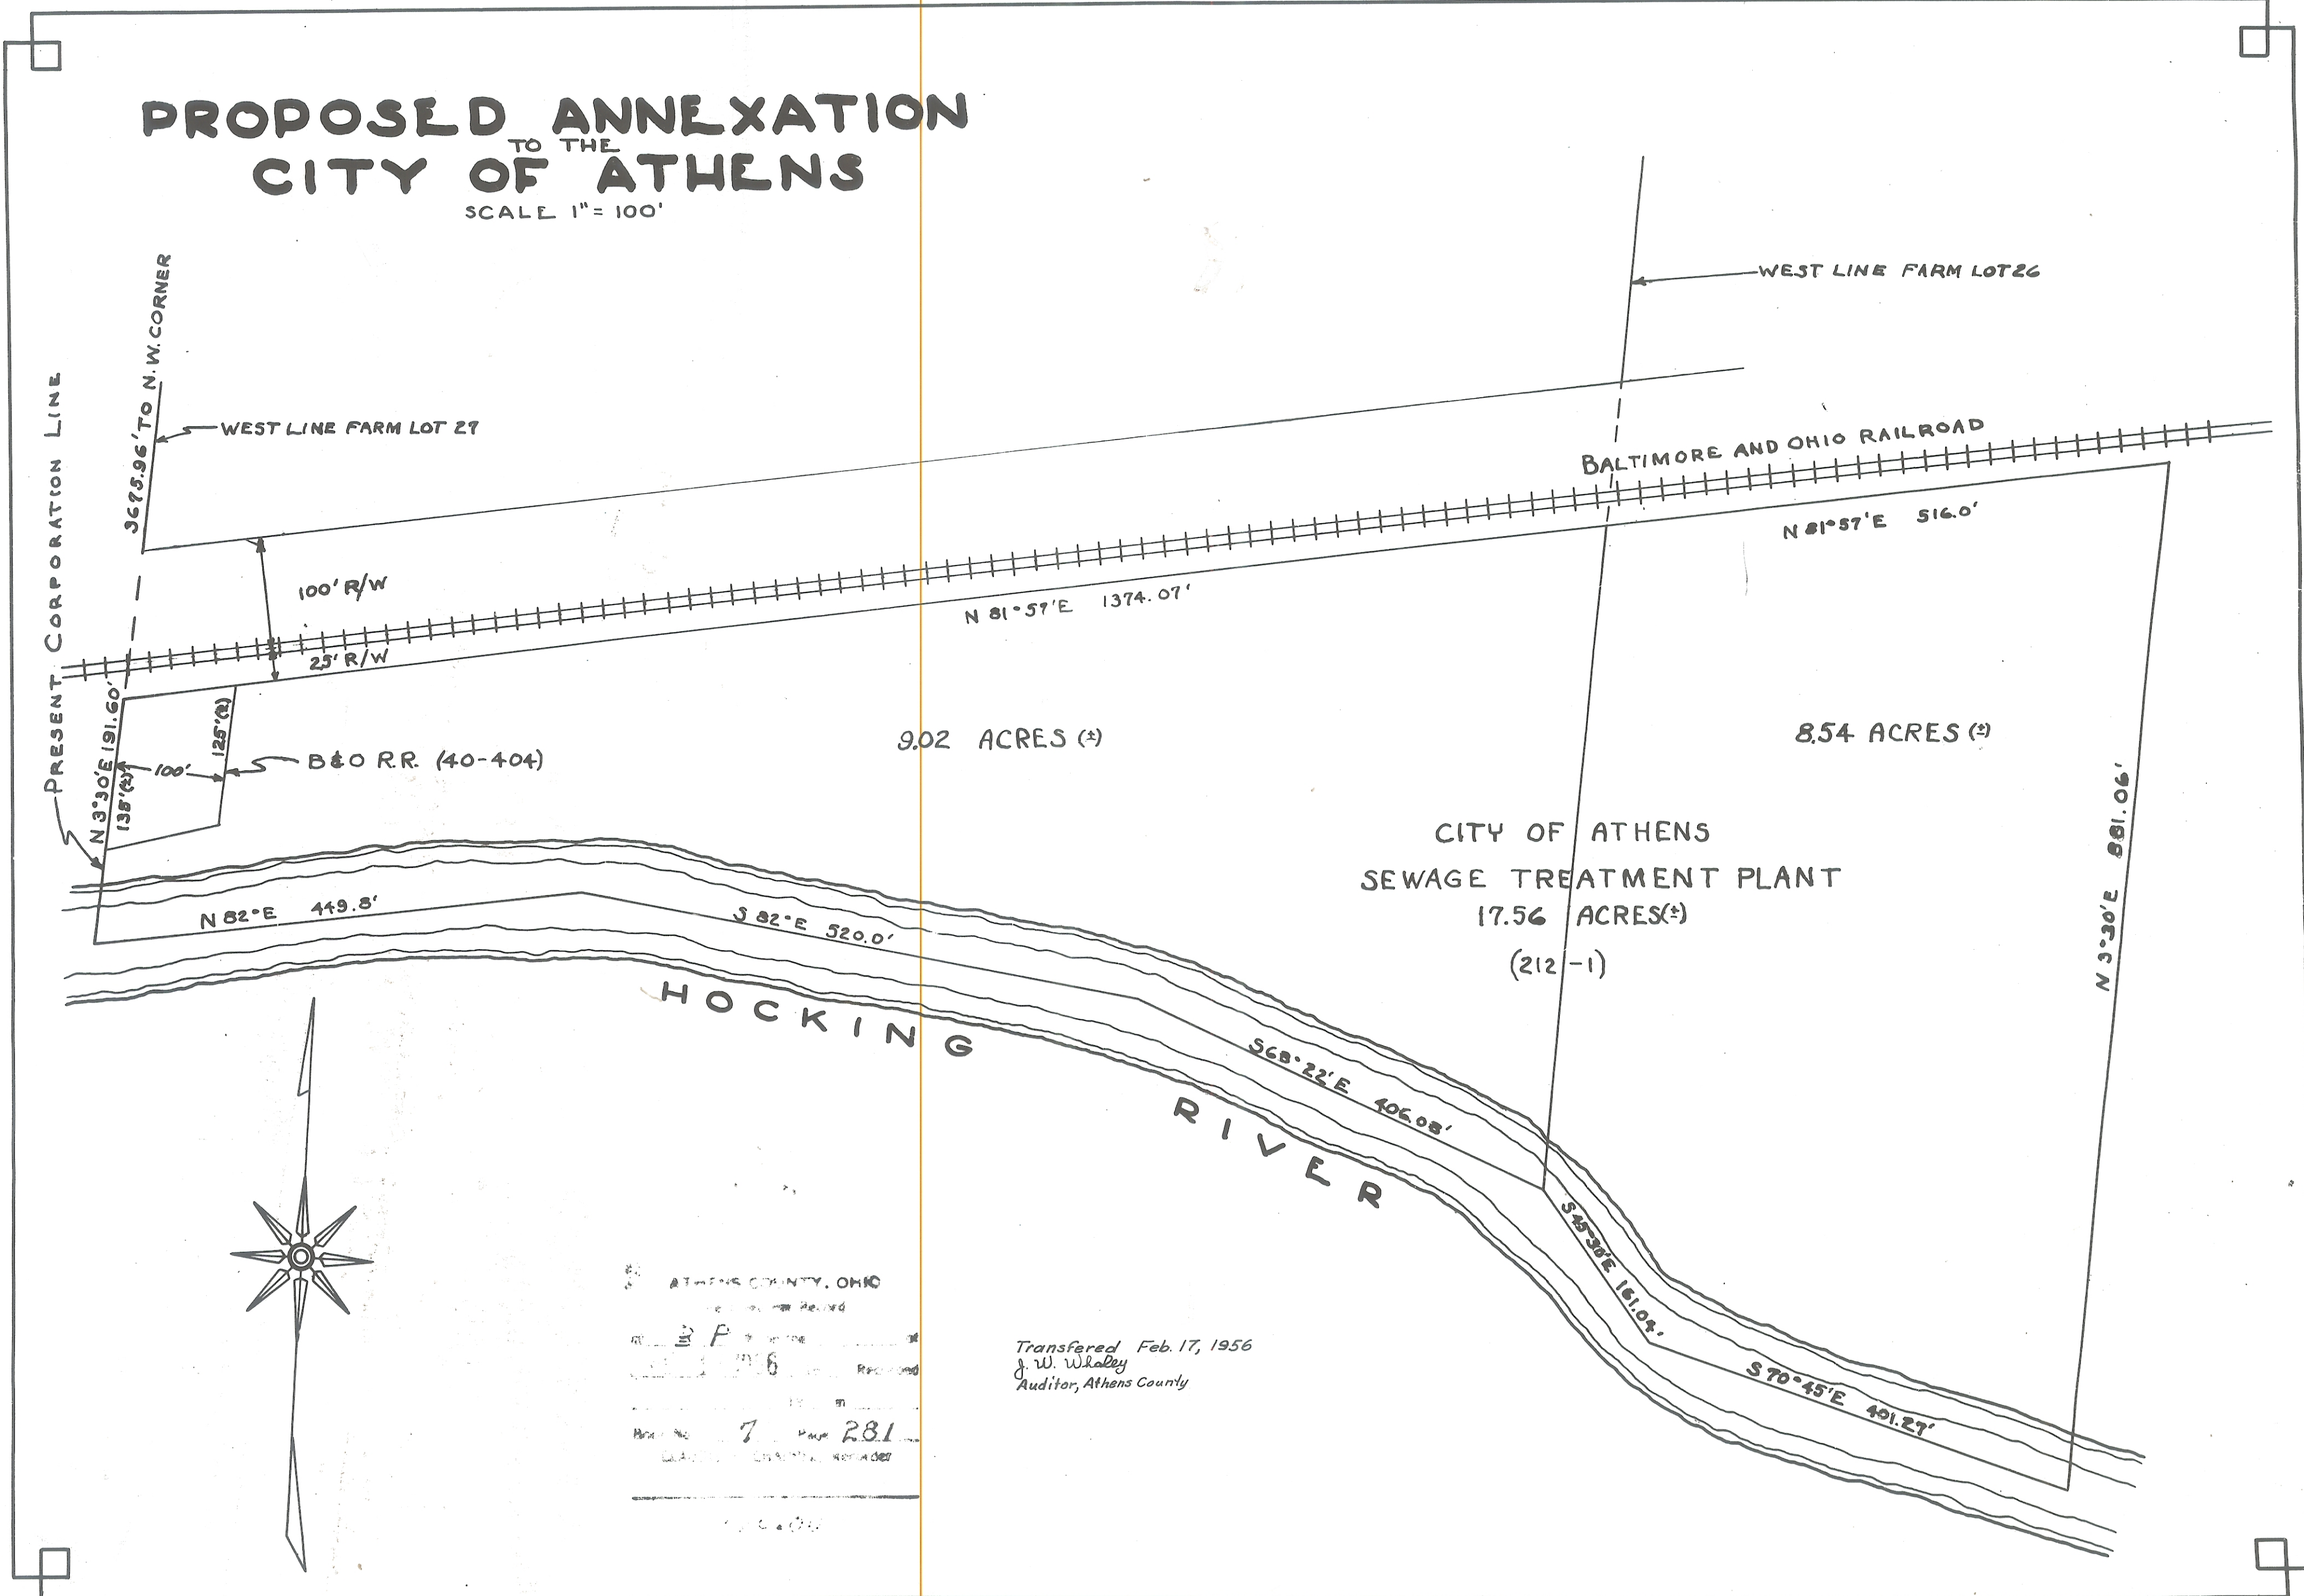 PROPOSED ANNEXATION
TO THE
CITY OF ATHENS
SCALE 1" = 100'
3675.96' TO N.W. CORNER
WEST LINE FARM LOT 27
WEST LINE FARM LOT 26
PRESENT CORPORATION LINE
BALTIMORE AND OHIO RAILROAD
N 81°57'E 516.0'
100' R/W
N 81°57'E 1374.07'
25' R/W
N 3°30'E 191.60'
135'(±)
125'(±)
100'
B&O R.R. (40-404)
9.02 ACRES (±)
8.54 ACRES (±)
CITY OF ATHENS
SEWAGE TREATMENT PLANT
17.56 ACRES(±)
(212-1)
N 3°30'E 881.06'
N 82°E 449.8'
S 82°E 520.0'
S68°22'E 406.08'
S45°30'E 161.04'
S 70°45'E 401.27'
HOCKING RIVER
ATHENS COUNTY, OHIO
Record
7 Page 281
Transfered Feb. 17, 1956
J. W. Whaley
Auditor, Athens County